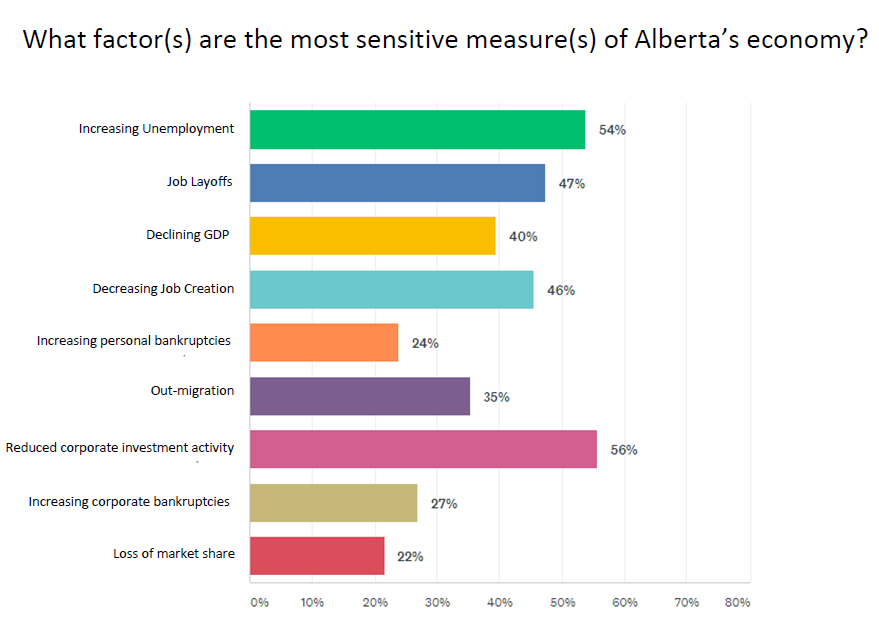 What factor(s) are the most sensitive measure(s) of Alberta’s economy?
Increasing Unemployment 54%
Job Layoffs 47%
Declining GDP 40%
Decreasing Job Creation 46%
Increasing personal bankruptcies 24%
Out-migration 35%
Reduced corporate investment activity 56%
Increasing corporate bankruptcies 27%
Loss of market share 22%
0% 10% 20% 30% 40% 50% 60% 70% 80%